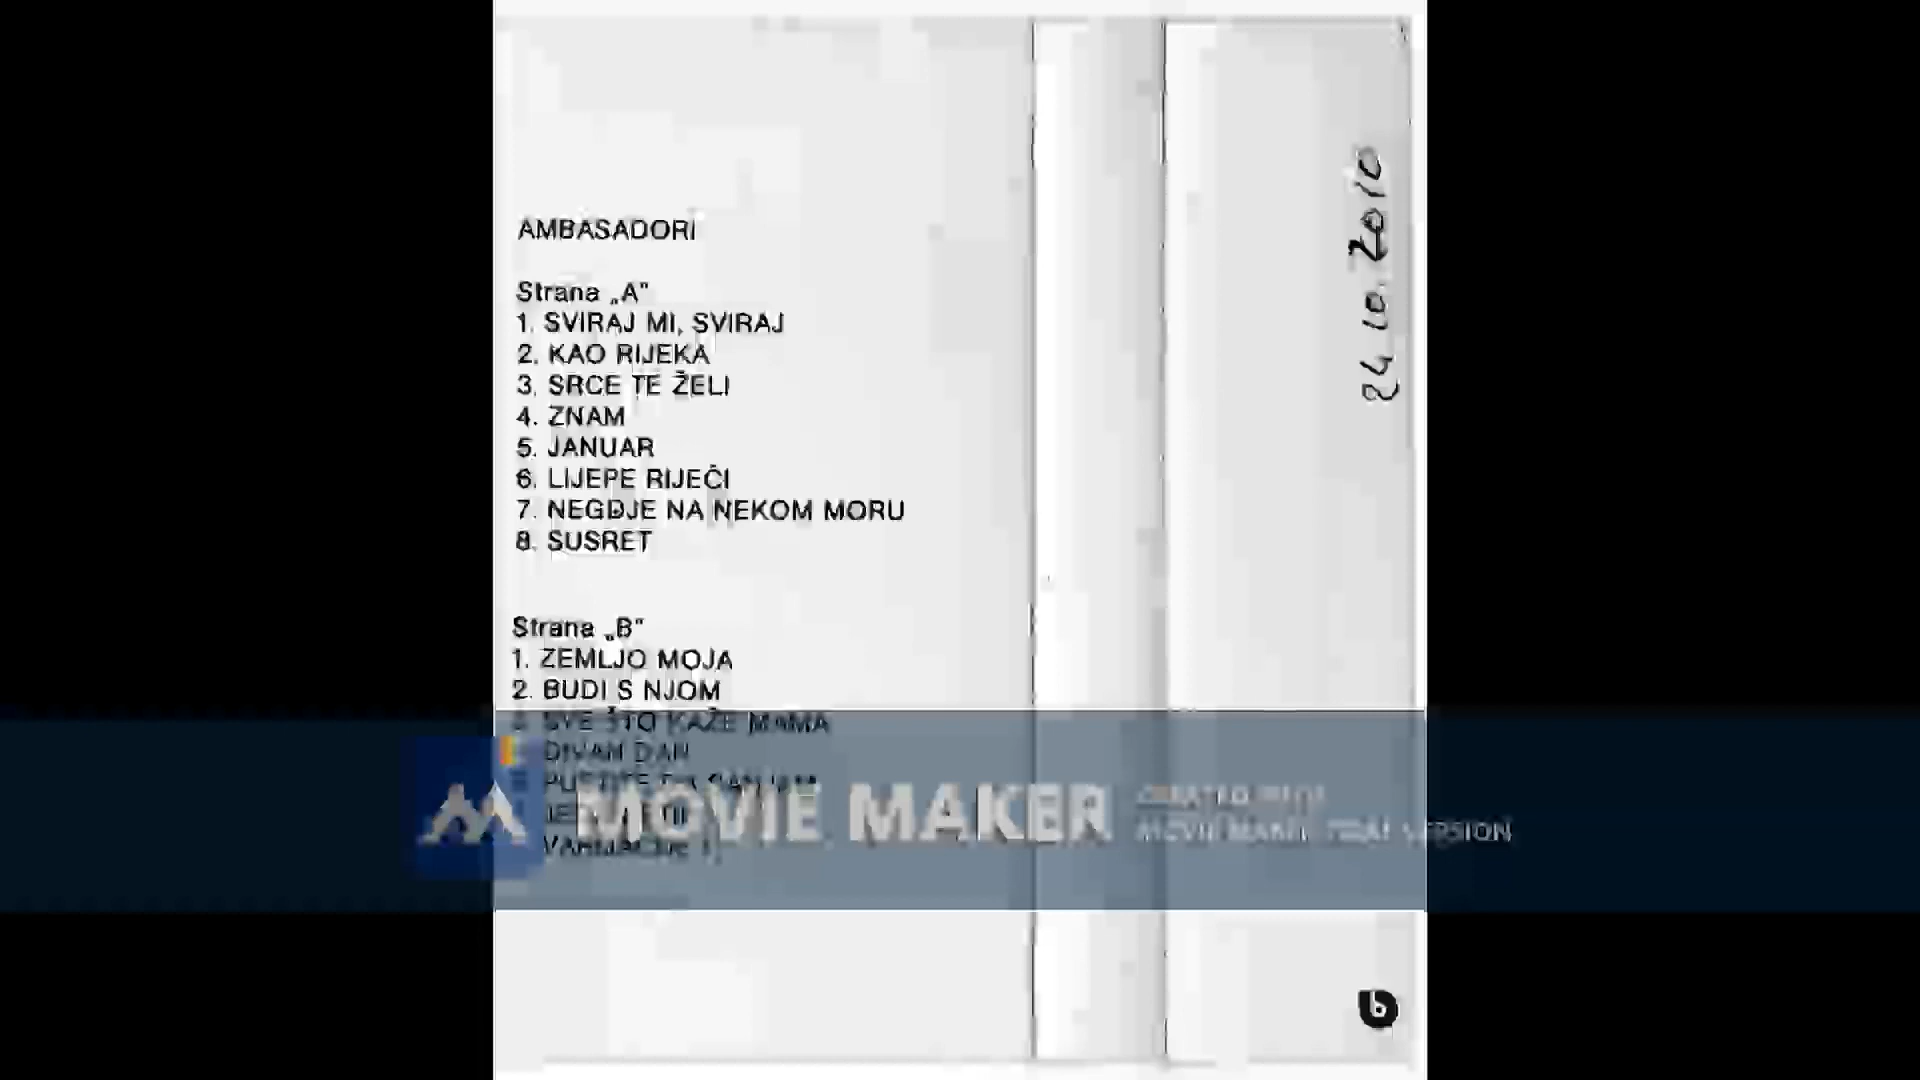 AMBASADORI
Strana „A”
1. SVIRAJ MI, SVIRAJ
2. KAO RIJEKA
3. SRCE TE ŽELI
4. ZNAM
5. JANUAR
6. LIJEPE RIJEČI
7. NEGDJE NA NEKOM MORU
8. SUSRET
Strana „B”
1. ZEMLJO MOJA
2. BUDI S NJOM
3. SVE ŠTO KAŽE MAMA
DIVAN DAN
MOVIE MAKER
VERSION
24.10.2010
b